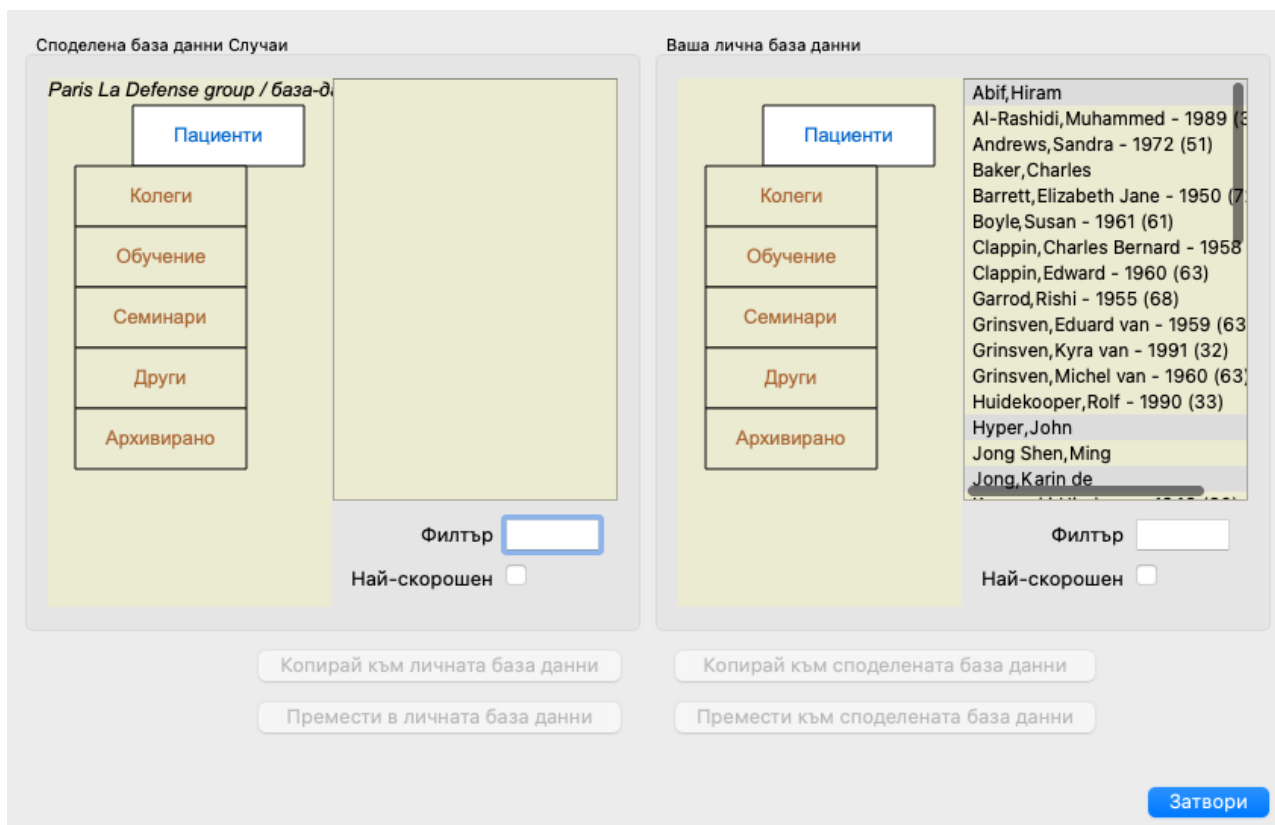 Споделена база данни Случаи
Paris La Defense group / база-да
Пациенти
Колеги
Обучение
Семинари
Други
Архивирано
Филтър
Най-скорошен
Ваша лична база данни
Пациенти
Колеги
Обучение
Семинари
Други
Архивирано
Abif,Hiram
Al-Rashidi,Muhammed - 1989
Andrews,Sandra - 1972 (51)
Baker,Charles
Barrett,Elizabeth Jane - 1950
Boyle,Susan - 1961 (61)
Clappin,Charles Bernard - 1958
Clappin,Edward - 1960 (63)
Garrod,Rishi - 1955 (68)
Grinsven,Eduard van - 1959 (63
Grinsven,Kyra van - 1991 (32)
Grinsven,Michel van - 1960 (63)
Huidekooper,Rolf - 1990 (33)
Hyper,John
Jong Shen,Ming
Jong,Karin de
Филтър
Най-скорошен
Копирай към личната база данни
Копирай към споделената база данни
Премести в личната база данни
Премести към споделената база данни
Затвори